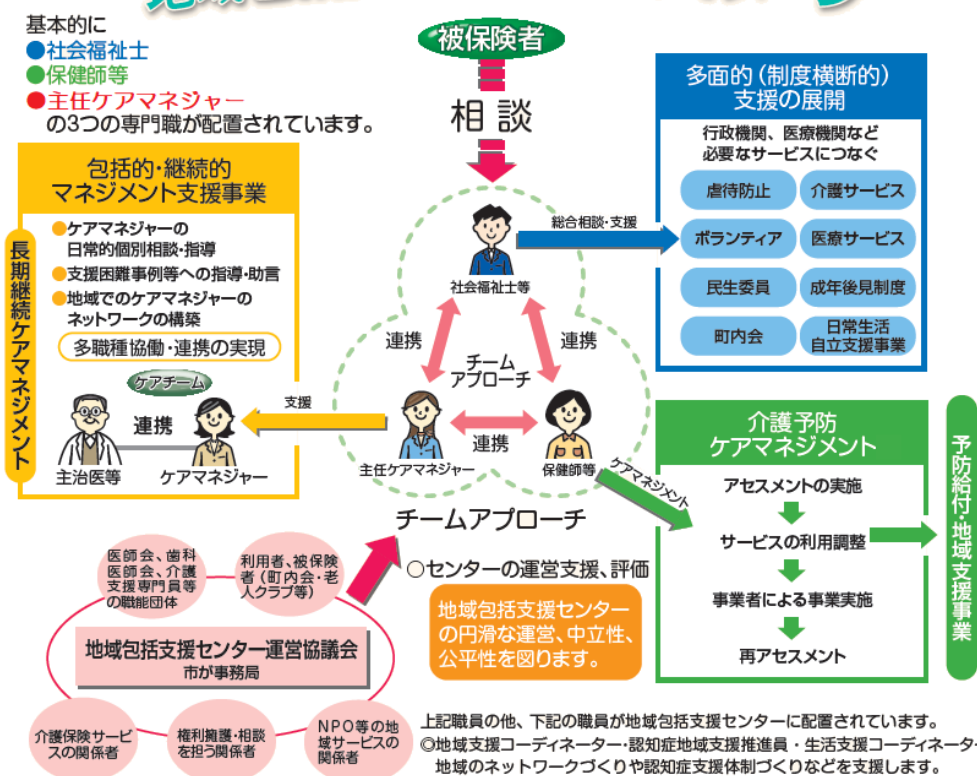 地域
基本的に
●社会福祉士
●保健師等
●主任ケアマネジャー
の3つの専門職が配置されています。
被保険者
相談
包括的・継続的
マネジメント支援事業
●ケアマネジャーの
日常的個別相談・指導
●支援困難事例等への指導・助言
●地域でのケアマネジャーの
ネットワークの構築
多職種協働・連携の実現
ケアチーム
連携
主治医等
ケアマネジャー
長期継続ケアマネジメント
支援
社会福祉士等
連携
連携
チーム
アプローチ
連携
主任ケアマネジャー
保健師等
チームアプローチ
総合相談・支援
多面的(制度横断的)
支援の展開
行政機関、医療機関など
必要なサービスにつなぐ
虐待防止
介護サービス
ボランティア
医療サービス
民生委員
成年後見制度
町内会
日常生活
自立支援事業
ケアマネジメント
介護予防
ケアマネジメント
アセスメントの実施
サービスの利用調整
事業者による事業実施
再アセスメント
予防給付・地域支援事業
医師会、歯科
医師会、介護
支援専門員等
の職能団体
利用者、被保険
者(町内会・老
人クラブ等)
地域包括支援センター運営協議会
市が事務局
介護保険サービ
スの関係者
権利擁護・相談
を担う関係者
NPO等の地
域サービスの
関係者
○センターの運営支援、評価
地域包括支援センター
の円滑な運営、中立性、
公平性を図ります。
上記職員の他、下記の職員が地域包括支援センターに配置されています。
◎地域支援コーディネーター・認知症地域支援推進員・生活支援コーディネーター
地域のネットワークづくりや認知症支援体制づくりなどを支援します。